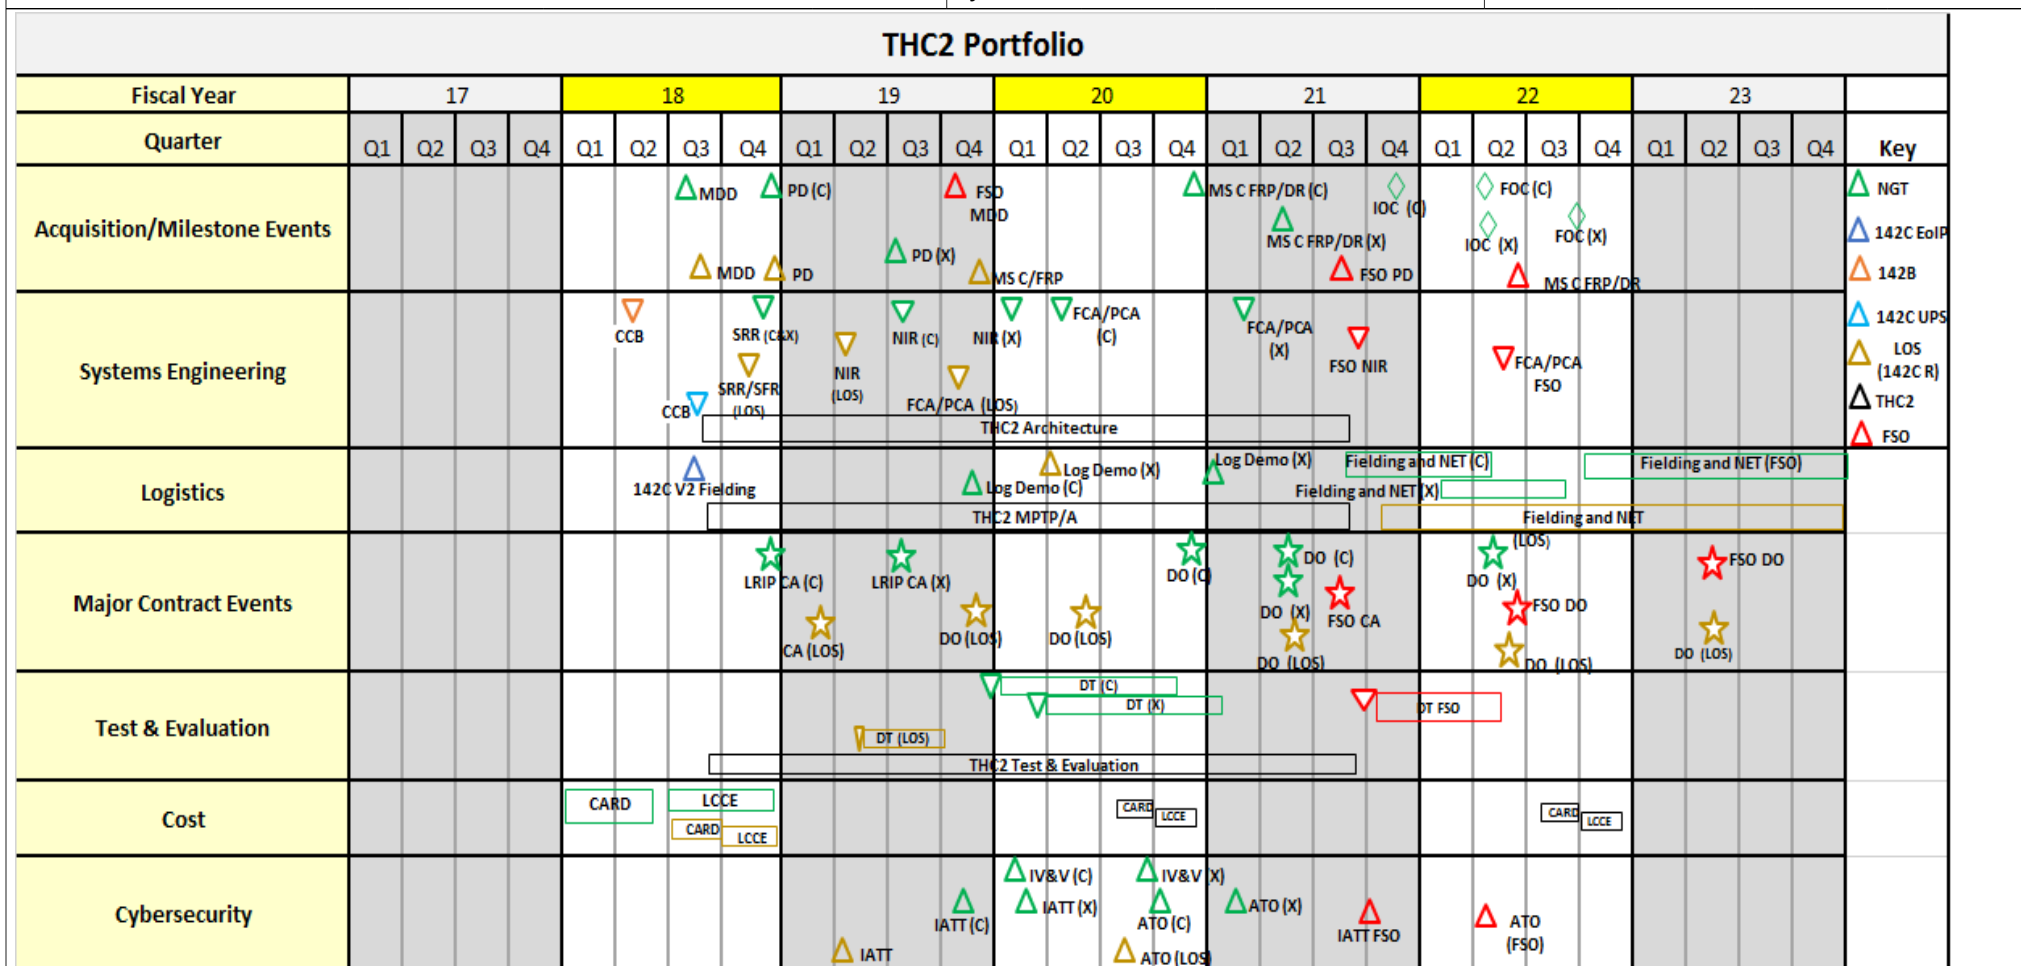 THC2 Portfolio
Fiscal Year 17 18 19 20 21 22 23
Quarter Q1 Q2 Q3 Q4 Q1 Q2 Q3 Q4 Q1 Q2 Q3 Q4 Q1 Q2 Q3 Q4 Q1 Q2 Q3 Q4 Q1 Q2 Q3 Q4 Q1 Q2 Q3 Q4 Key
Acquisition/Milestone Events
MDD
PD (C)
FSO
MDD
MS C FRP/DR (C)
IOC (C)
FOC (C)
PD (X)
MS C FRP/DR (X)
IOC (X)
FOC (X)
MDD
PD
MS C/FRP
FSO PD
MS C FRP/DR
NGT
142C EoIP
142B
142C UPS
LOS
(142C R)
THC2
FSO
Systems Engineering
CCB
SRR (C&X)
NIR (C)
NIR (X)
FCA/PCA
(C)
FCA/PCA
(X)
FSO NIR
FCA/PCA
FSO
SRR/SFR
(LOS)
NIR
(LOS)
FCA/PCA (LOS)
CCB
THC2 Architecture
Logistics
142C V2 Fielding
Log Demo (C)
Log Demo (X)
Log Demo (X)
Fielding and NET (C)
Fielding and NET (X)
Fielding and NET (FSO)
THC2 MPTP/A
Fielding and NET
(LOS)
Major Contract Events
LRIP CA (C)
LRIP CA (X)
DO (C)
DO (C)
DO (X)
DO (X)
FSO DO
CA (LOS)
DO (LOS)
DO (LOS)
FSO CA
DO (LOS)
FSO DO
DO (LOS)
DO (LOS)
Test & Evaluation
DT (C)
DT (X)
DT FSO
DT (LOS)
THC2 Test & Evaluation
Cost
CARD
LCCE
CARD
LCCE
CARD
LCCE
CARD
LCCE
Cybersecurity
IV&V (C)
IV&V (X)
IATT (C)
IATT (X)
ATO (C)
ATO (X)
IATT FSO
ATO
(FSO)
IATT
ATO (LOS)